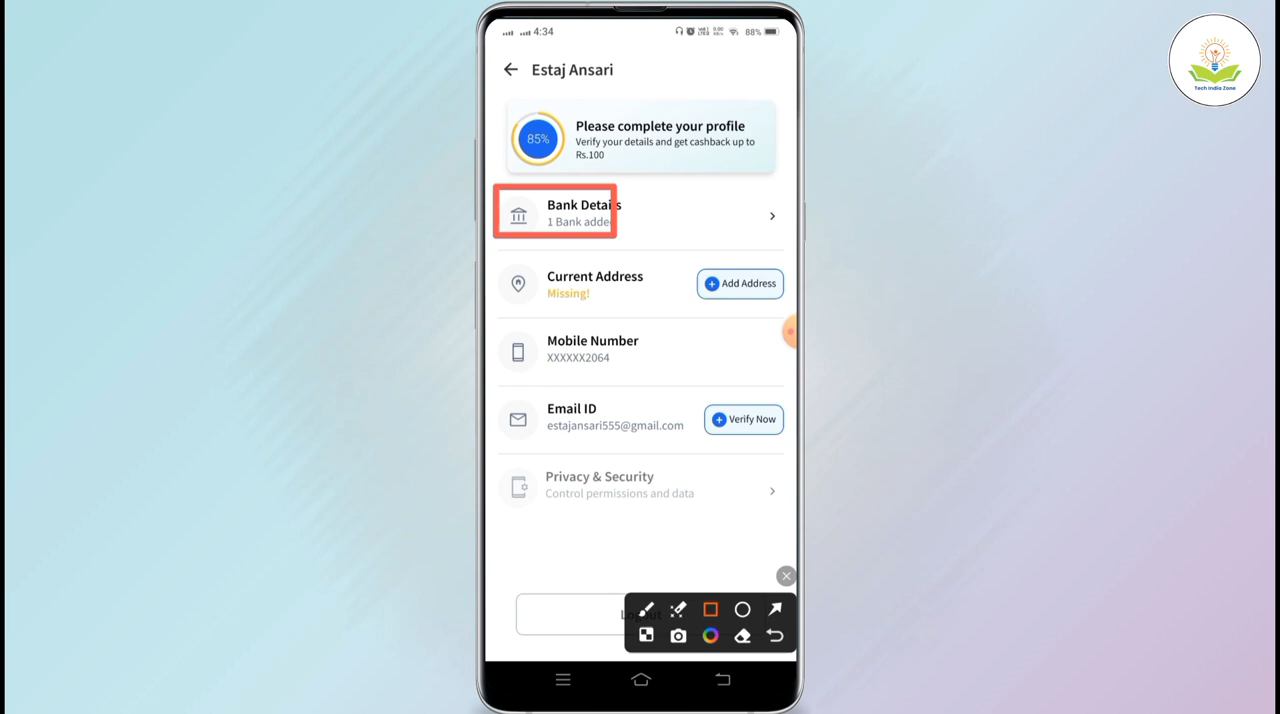 4:34
88%
Estaj Ansari
85%
Please complete your profile
Verify your details and get cashback up to
Rs.100
Bank Details
1 Bank added
Current Address
Missing!
Add Address
Mobile Number
XXXXXX2064
Email ID
estajansari555@gmail.com
Verify Now
Privacy & Security
Control permissions and data
Logout
Tech India Zone